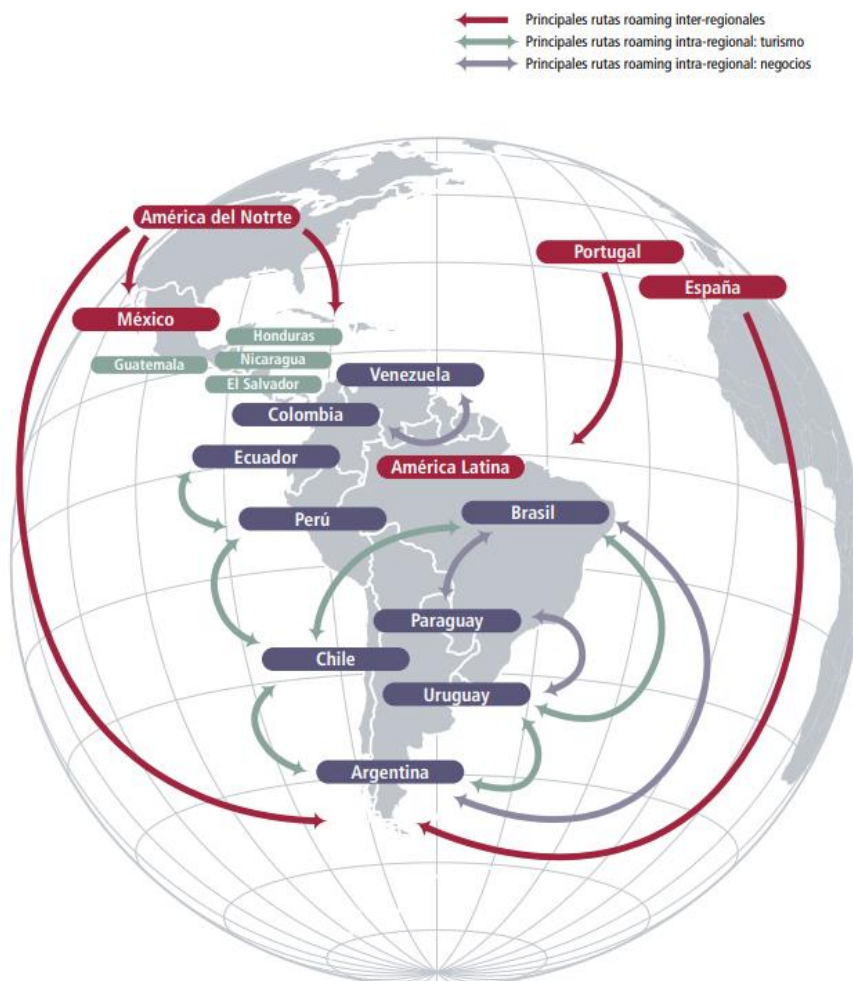 Principales rutas roaming inter-regionales
Principales rutas roaming intra-regional: turismo
Principales rutas roaming intra-regional: negocios
América del Notrte
Portugal
España
México
Honduras
Guatemala
Nicaragua
El Salvador
Venezuela
Colombia
Ecuador
América Latina
Perú
Brasil
Paraguay
Chile
Uruguay
Argentina